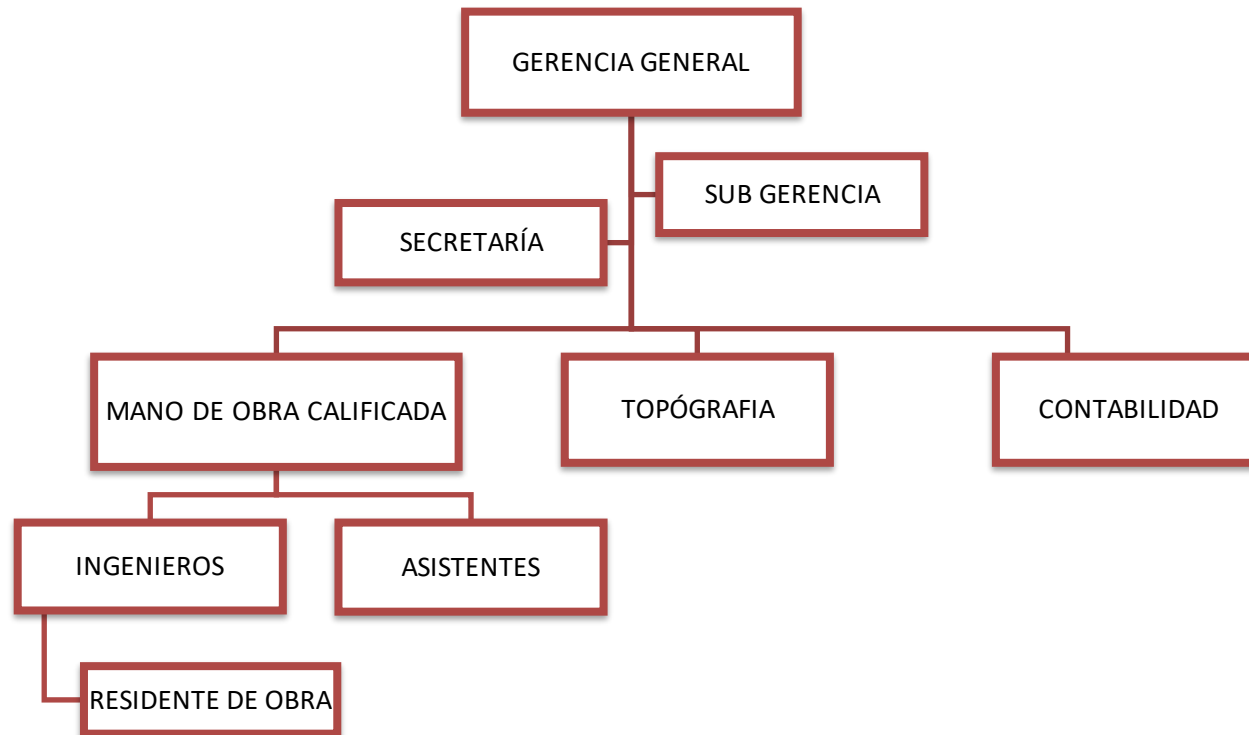 GERENCIA GENERAL
SUB GERENCIA
SECRETARÍA
MANO DE OBRA CALIFICADA
TOPÓGRAFIA
CONTABILIDAD
INGENIEROS
ASISTENTES
RESIDENTE DE OBRA